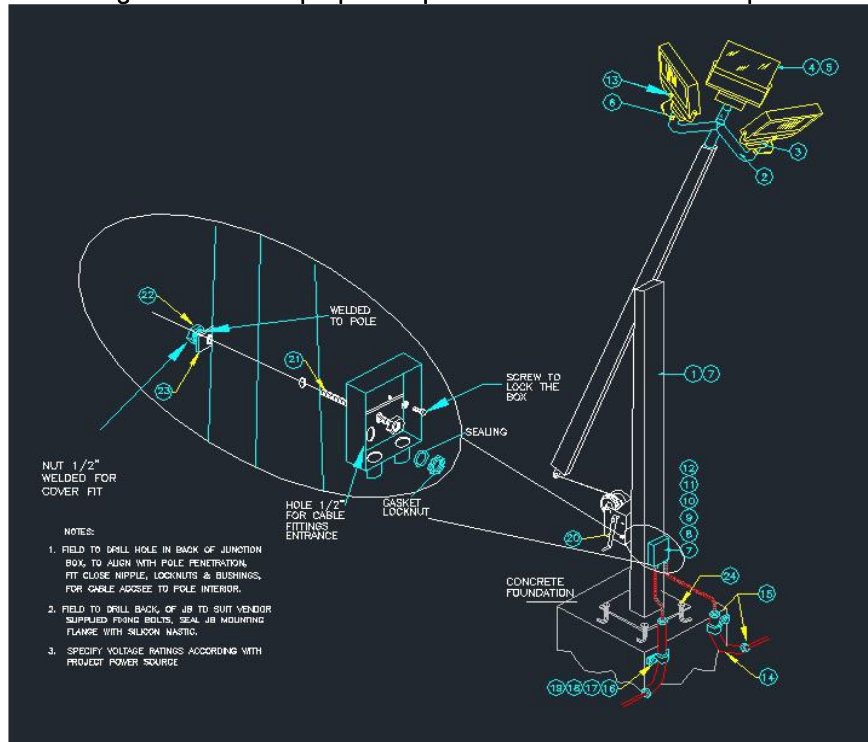 13
4 5
6
3
2
22
WELDED
TO POLE
21
23
SCREW TO
LOCK THE
BOX
1 7
SEALING
NUT 1/2"
WELDED FOR
COVER FIT
HOLE 1/2"
FOR CABLE
FITTINGS
ENTRANCE
GASKET
LOCKNUT
12
11
10
9
8
7
20
24
CONCRETE
FOUNDATION
15
14
19 18 17 16
NOTES:
1. FIELD TO DRILL HOLE IN BACK OF JUNCTION
BOX, TO ALIGN WITH POLE PENETRATION,
FIT CLOSE NIPPLE, LOCKNUTS & BUSHINGS,
FOR CABLE ADCSEE TO POLE INTERIOR.
2. FIELD TO DRILL BACK, OF JB TO SUIT VENDOR
SUPPLIED FIXING BOLTS, SEAL JB MOUNTING
FLANGE WITH SILICON NASTIC.
3. SPECIFY VOLTAGE RATINGS ACCORDING WITH
PROJECT POWER SOURCE